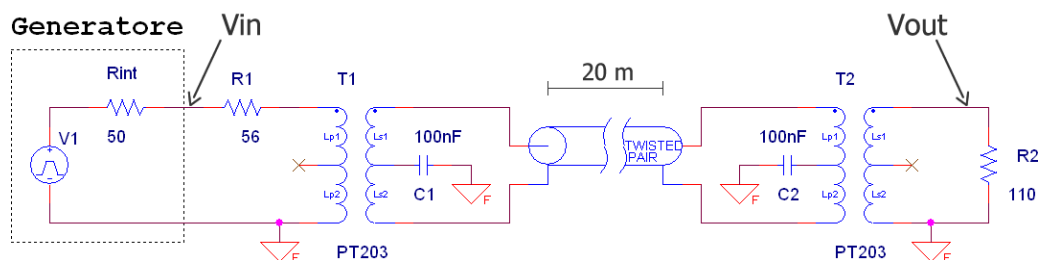 Generatore
Vin
Vout
Rint
R1
T1
20 m
T2
V1
50
56
Lp1
Ls1
100nF
TWISTED
PAIR
100nF
Lp1
Ls1
R2
Lp2
Ls2
C1
F
F
C2
Lp2
Ls2
110
F
PT203
PT203
F